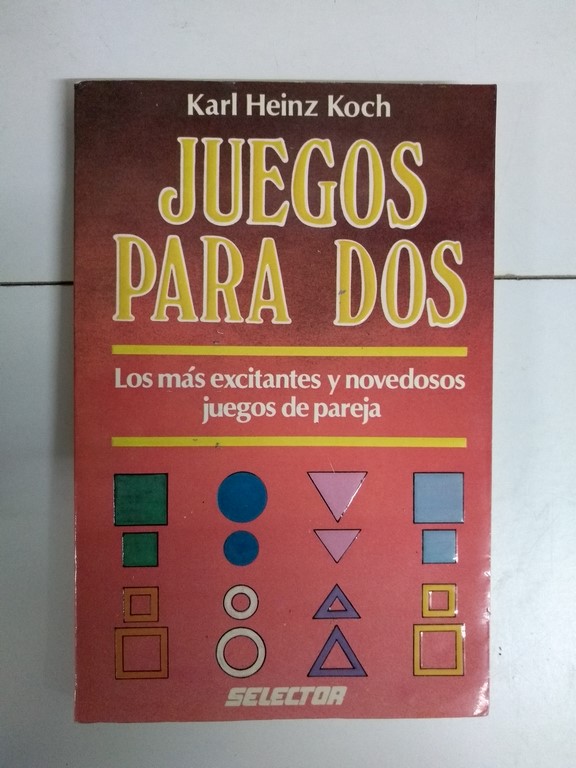 Karl Heinz Koch
JUEGOS
PARA DOS
Los más excitantes y novedosos
juegos de pareja
SELECTOR